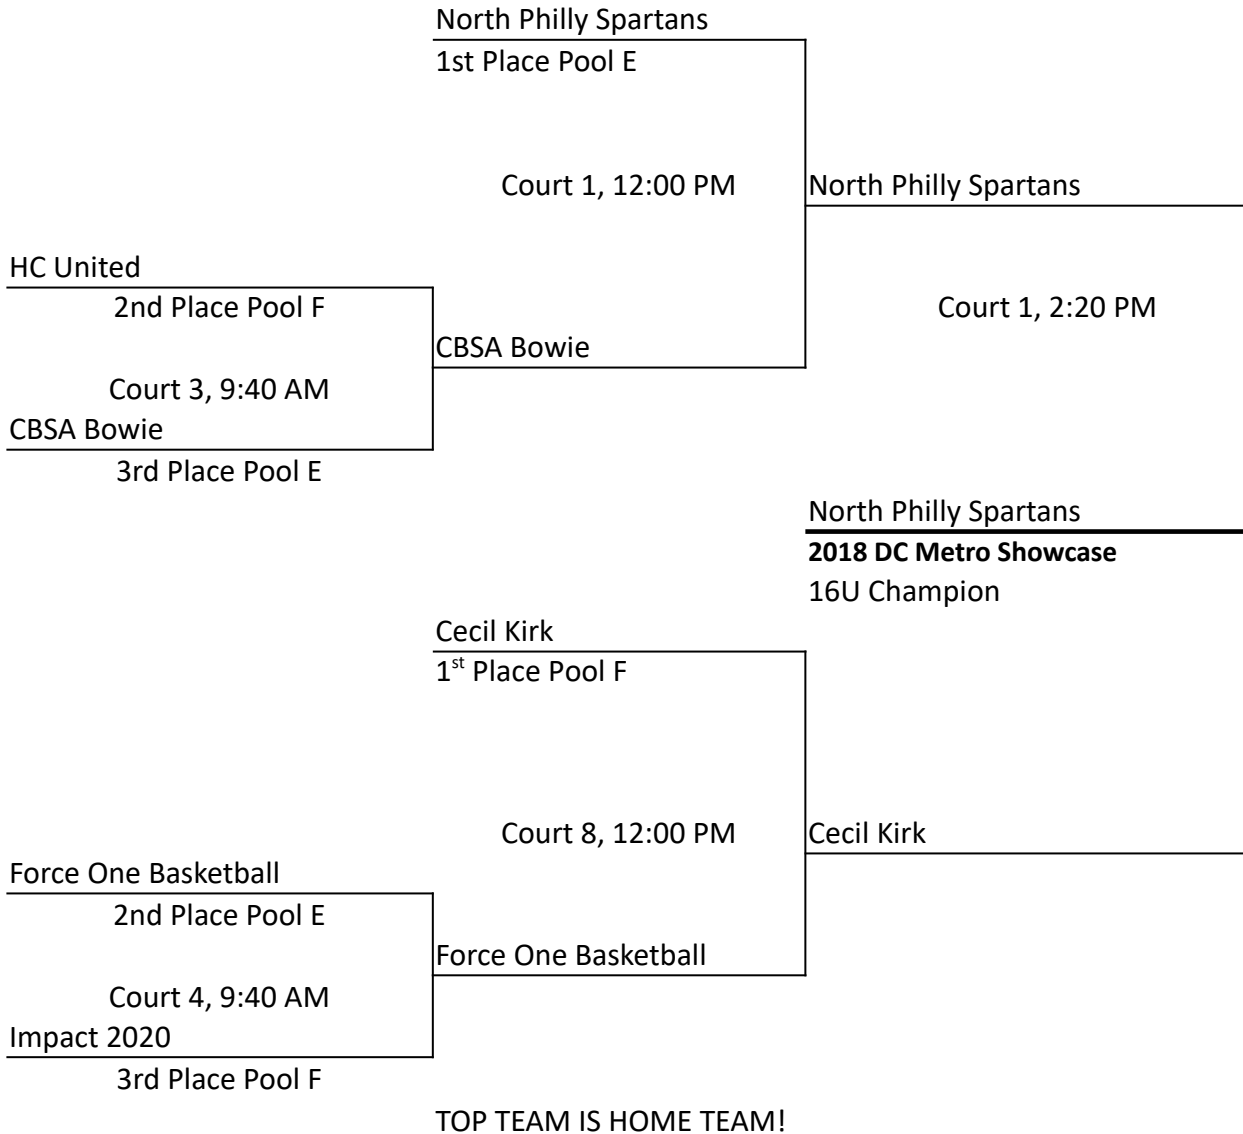 North Philly Spartans
1st Place Pool E
Court 1, 12:00 PM
North Philly Spartans
HC United
2nd Place Pool F
Court 1, 2:20 PM
CBSA Bowie
Court 3, 9:40 AM
CBSA Bowie
3rd Place Pool E
North Philly Spartans
2018 DC Metro Showcase
16U Champion
Cecil Kirk
1st Place Pool F
Court 8, 12:00 PM
Cecil Kirk
Force One Basketball
2nd Place Pool E
Force One Basketball
Court 4, 9:40 AM
Impact 2020
3rd Place Pool F
TOP TEAM IS HOME TEAM!